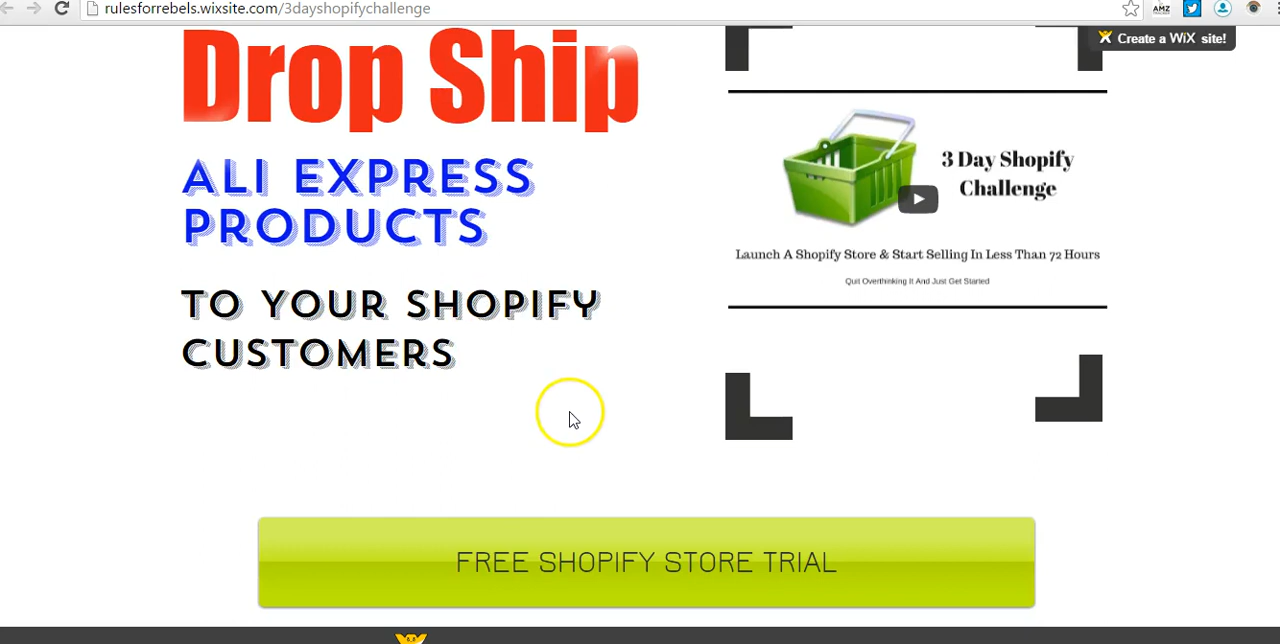 rulesforrebels.wixsite.com/3dayshopifychallenge
AMZ
Create a WiX site!
Drop Ship
ALI EXPRESS
PRODUCTS
TO YOUR SHOPIFY
CUSTOMERS
3 Day Shopify
Challenge
Launch A Shopify Store & Start Selling In Less Than 72 Hours
Quit Overthinking It And Just Get Started
FREE SHOPIFY STORE TRIAL